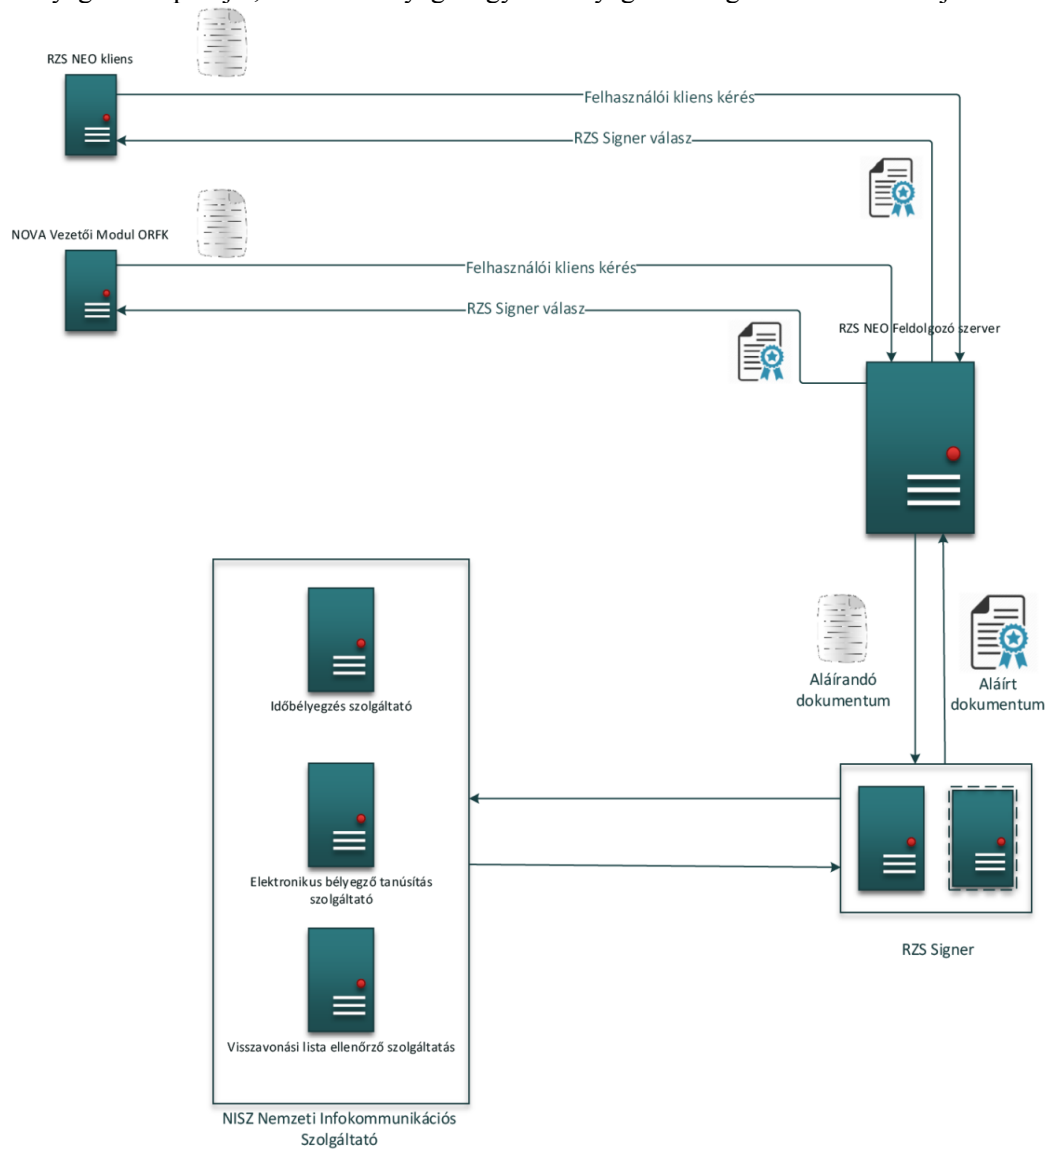 RZS NEO kliens
Felhasználói kliens kérés
RZS Signer válasz
NOVA Vezetői Modul ORFK
Felhasználói kliens kérés
RZS Signer válasz
RZS NEO Feldolgozó szerver
Aláírandó
dokumentum
Aláírt
dokumentum
Időbélyegzés szolgáltató
Elektronikus bélyegző tanúsítás
szolgáltató
RZS Signer
Visszavonási lista ellenőrző szolgáltatás
NISZ Nemzeti Infokommunikációs
Szolgáltató